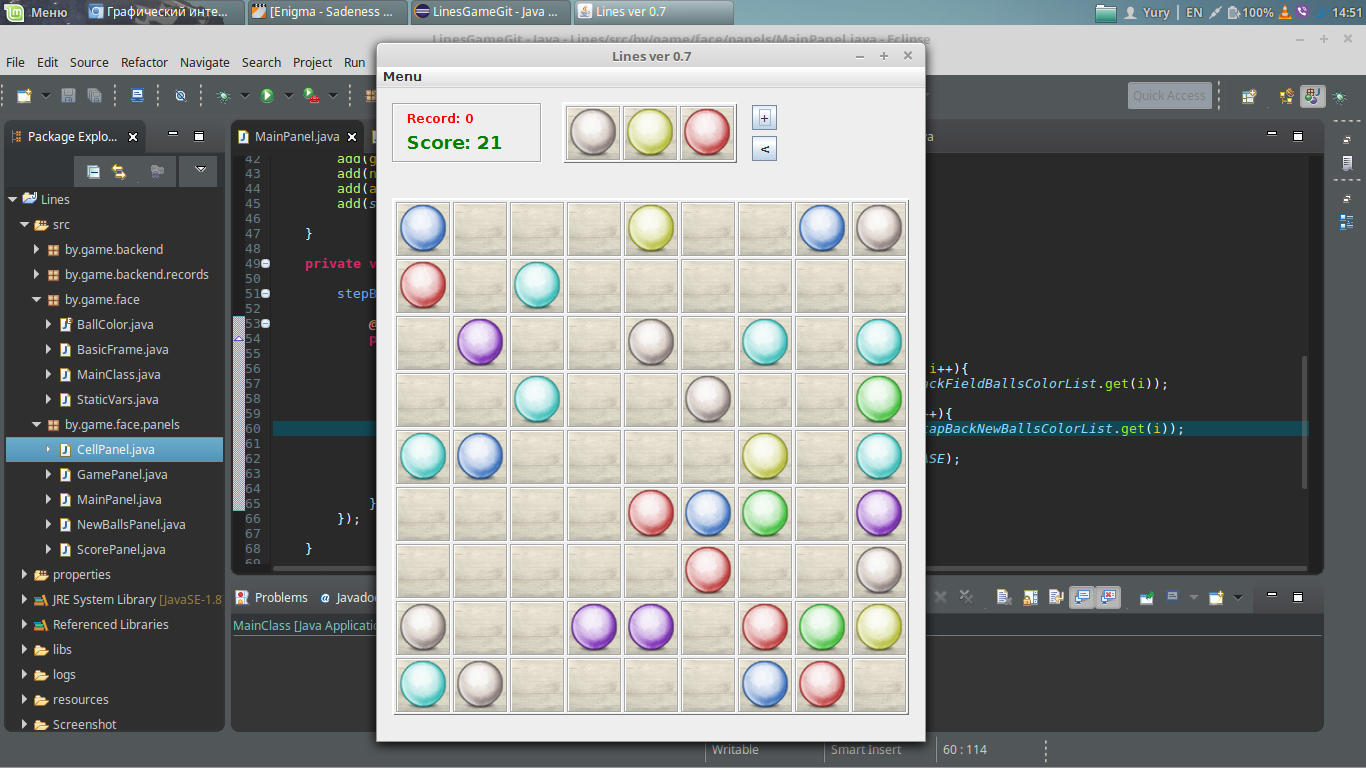 Меню
Графический инте...
[Enigma - Sadeness ...
LinesGameGit - Java ...
Lines ver 0.7
Yury
EN
100%
14:51
LinesGameGit - Java - Lines/src/by/game/face/panels/MainPanel.java - Eclipse
File Edit Source Refactor Navigate Search Project Run
Quick Access
Package Explo...
Lines
src
by.game.backend
by.game.backend.records
by.game.face
BallColor.java
BasicFrame.java
MainClass.java
StaticVars.java
by.game.face.panels
CellPanel.java
GamePanel.java
MainPanel.java
NewBallsPanel.java
ScorePanel.java
properties
JRE System Library [JavaSE-1.8
Referenced Libraries
libs
logs
resources
Screenshot
MainPanel.java
42 add(g
43 add(n
44 add(a
45 add(s
46
47 }
48
49 private v
50
51 stepB
52
53 @
54 p
55
56 i++){
57 ckFieldBallsColorList.get(i));
58
59 ++){
60 apBackNewBallsColorList.get(i));
61
62 SE);
63
64
65 }
66 });
67
68 }
69
Problems
@ Javado
MainClass [Java Applicatio
Writable
Smart Insert
60 : 114
Lines ver 0.7
Menu
Record: 0
Score: 21
+
<